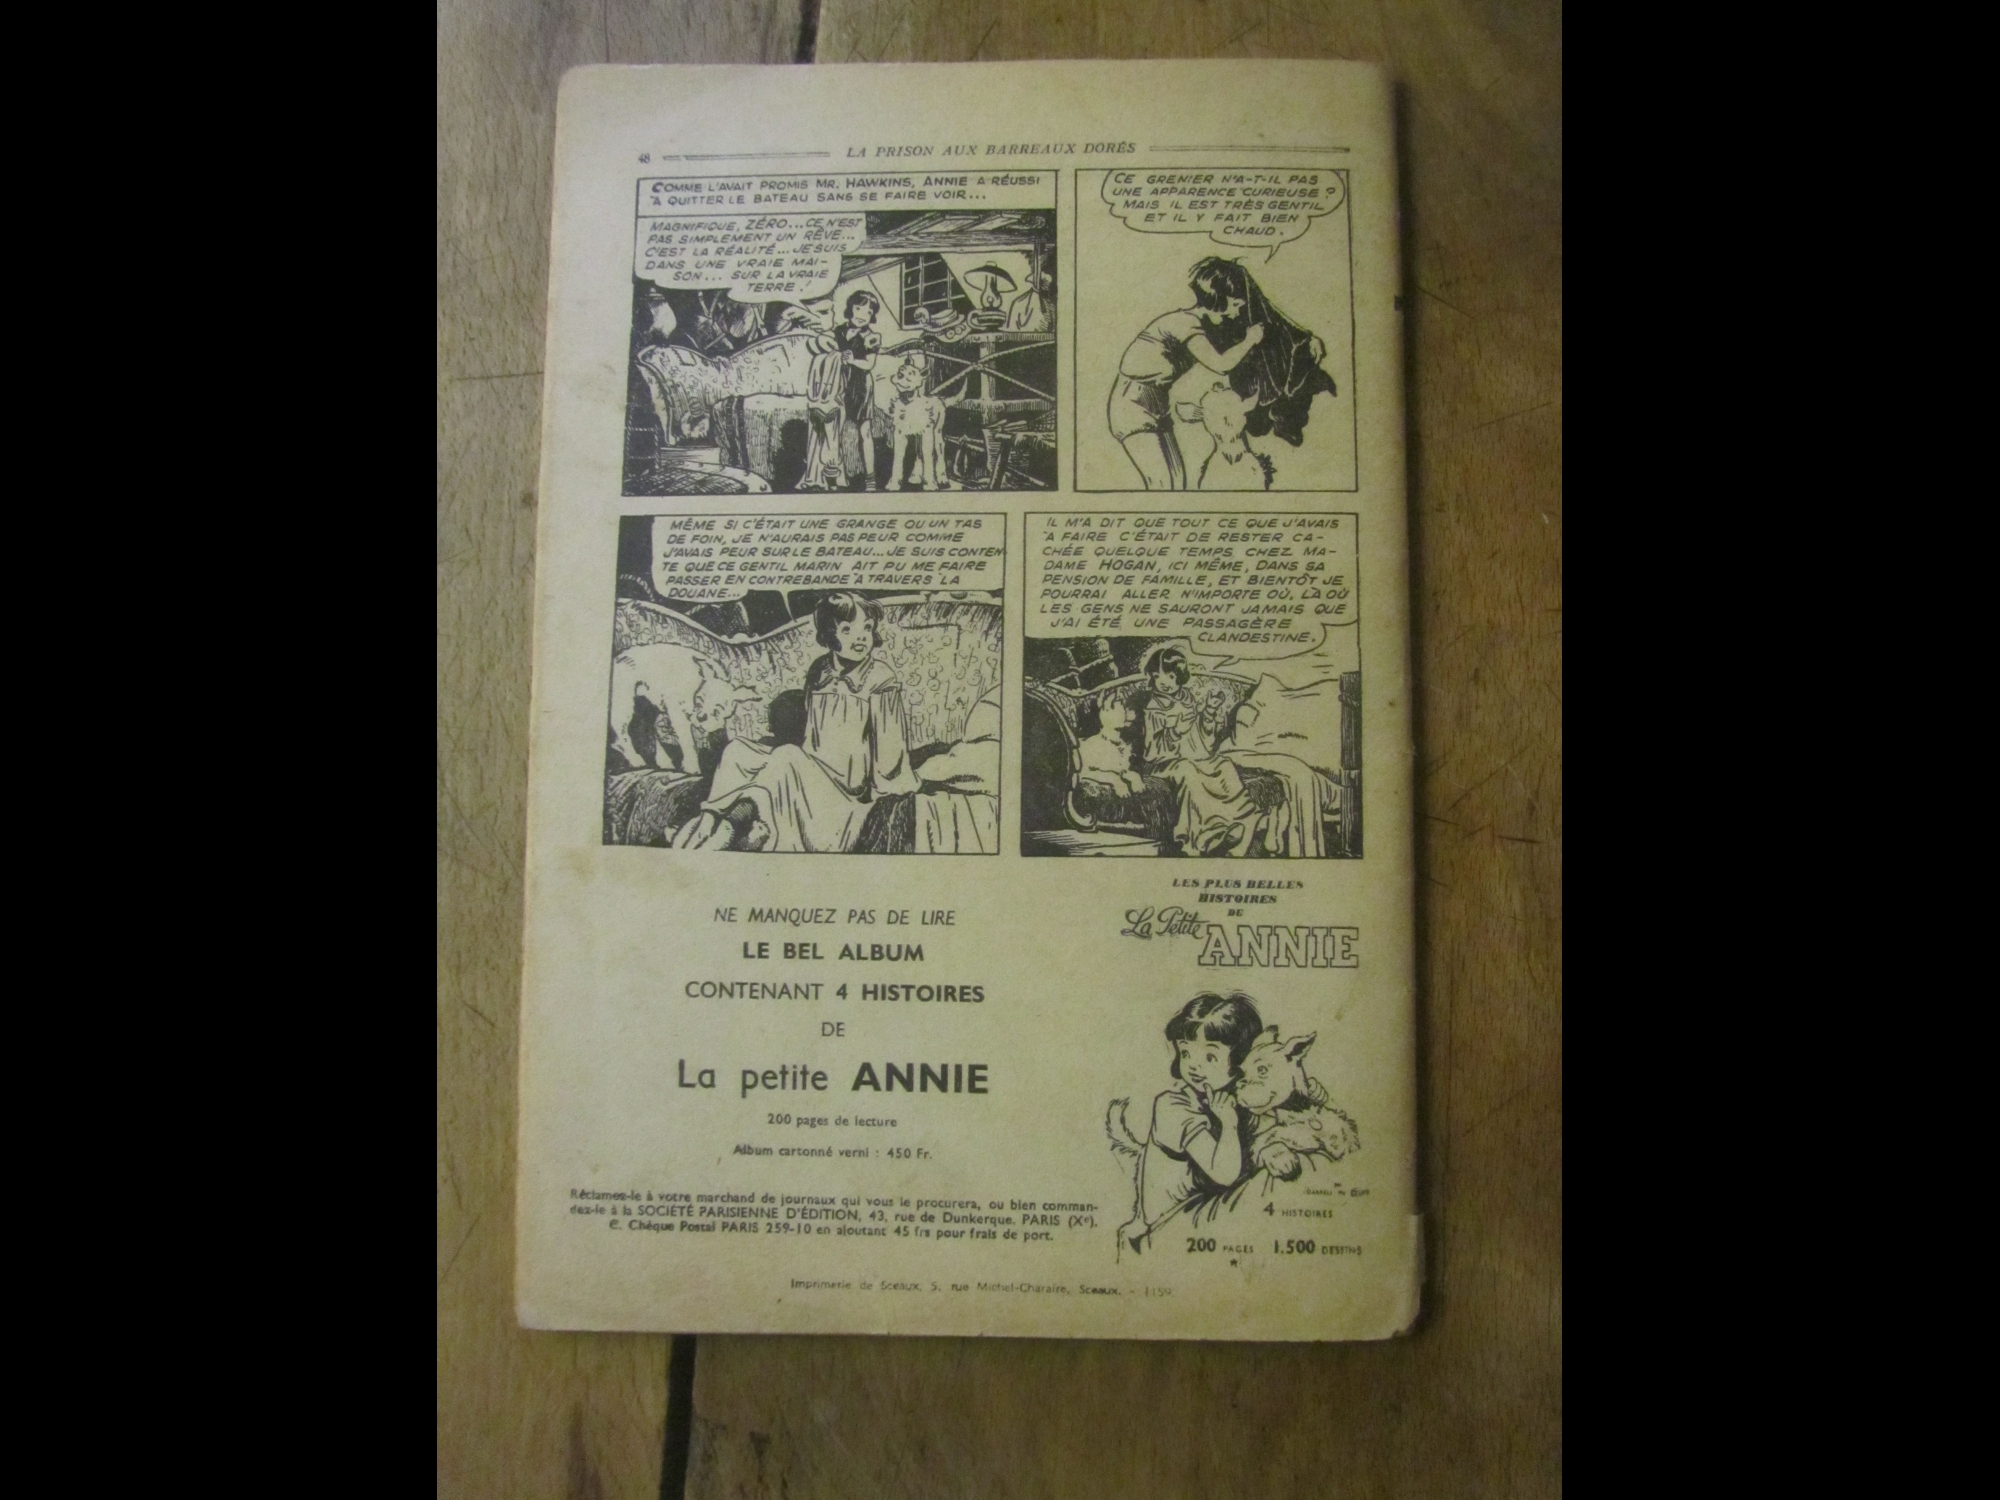 48
LA PRISON AUX BARREAUX DORÉS
COMME L'AVAIT PROMIS MR. HAWKINS, ANNIE A RÉUSSI
À QUITTER LE BATEAU SANS SE FAIRE VOIR...
MAGNIFIQUE, ZÉRO... CE N'EST
PAS SIMPLEMENT UN RÊVE...
C'EST LA RÉALITÉ... JE SUIS
DANS UNE VRAIE MAI-
SON... SUR LA VRAIE
TERRE!
CE GRENIER N'A-T-IL PAS
UNE APPARENCE CURIEUSE?
MAIS IL EST TRÈS GENTIL
ET IL Y FAIT BIEN
CHAUD.
MÊME SI C'ÉTAIT UNE GRANGE OU UN TAS
DE FOIN, JE N'AURAIS PAS PEUR COMME
J'AVAIS PEUR SUR LE BATEAU... JE SUIS CONTEN-
TE QUE CE GENTIL MARIN AIT PU ME FAIRE
PASSER EN CONTREBANDE À TRAVERS LA
DOUANE...
IL M'A DIT QUE TOUT CE QUE J'AVAIS
À FAIRE C'ÉTAIT DE RESTER CA-
CHÉE QUELQUE TEMPS CHEZ MA-
DAME HOGAN, ICI MÊME, DANS SA
PENSION DE FAMILLE, ET BIENTÔT JE
POURRAI ALLER N'IMPORTE OÙ, LÀ OÙ
LES GENS NE SAURONT JAMAIS QUE
J'AI ÉTÉ UNE PASSAGÈRE
CLANDESTINE.
NE MANQUEZ PAS DE LIRE
LE BEL ALBUM
CONTENANT 4 HISTOIRES
DE
La petite ANNIE
200 pages de lecture
Album cartonné verni : 450 Fr.
Réclamez-le à votre marchand de journaux qui vous le procurera, ou bien comman-
dez-le à la SOCIÉTÉ PARISIENNE D'ÉDITION, 43, rue de Dunkerque, PARIS (Xe).
C. Chèque Postal PARIS 259-10 en ajoutant 45 frs pour frais de port.
LES PLUS BELLES
HISTOIRES
DE
La Petite
ANNIE
4 HISTOIRES
200 PAGES 1.500 DESSINS
Imprimerie de Sceaux, 5, rue Michel-Charaire, Sceaux. - 1159